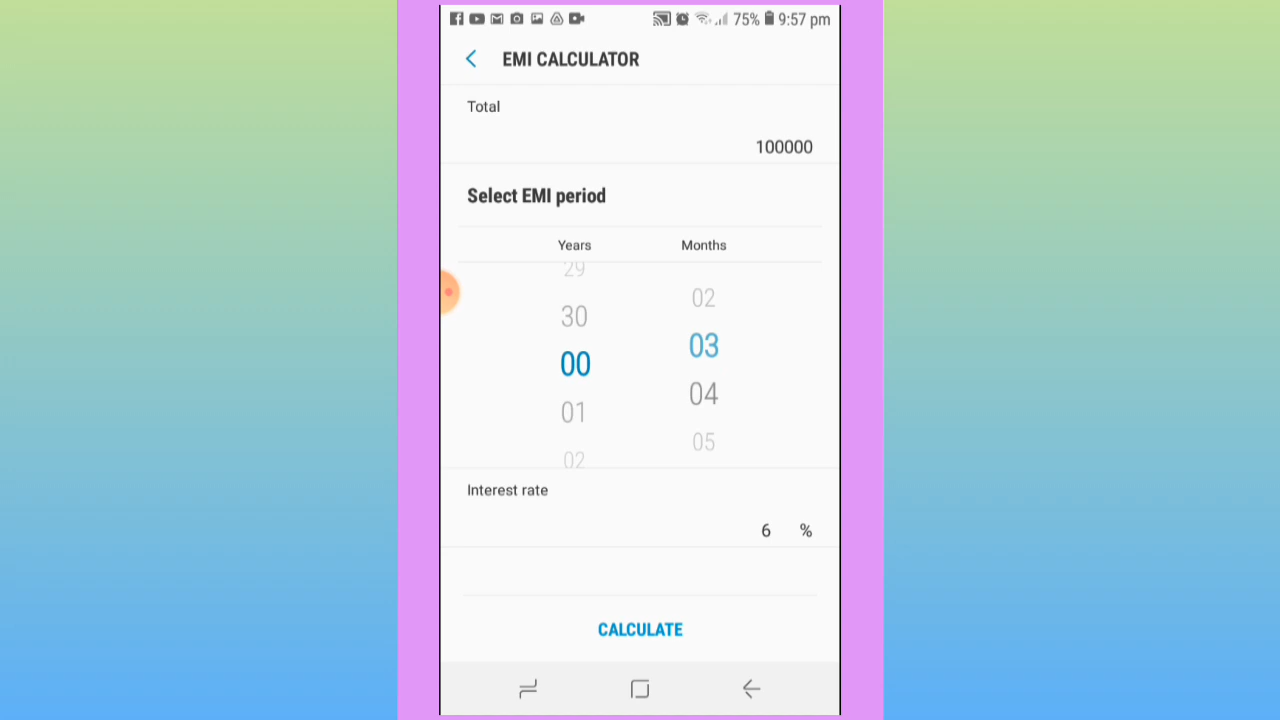 75% 9:57 pm
EMI CALCULATOR
Total
100000
Select EMI period
Years Months
29
02
30
03
00
04
01
05
02
Interest rate
6 %
CALCULATE